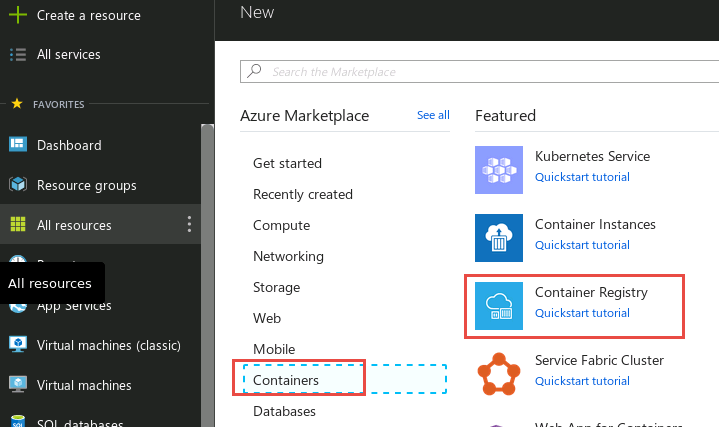 Create a resource
All services
FAVORITES
Dashboard
Resource groups
All resources
All resources
App Services
Virtual machines (classic)
Virtual machines
SQL databases
New
Search the Marketplace
Azure Marketplace
See all
Get started
Recently created
Compute
Networking
Storage
Web
Mobile
Containers
Databases
Featured
Kubernetes Service
Quickstart tutorial
Container Instances
Quickstart tutorial
Container Registry
Quickstart tutorial
Service Fabric Cluster
Quickstart tutorial
Web App for Containers